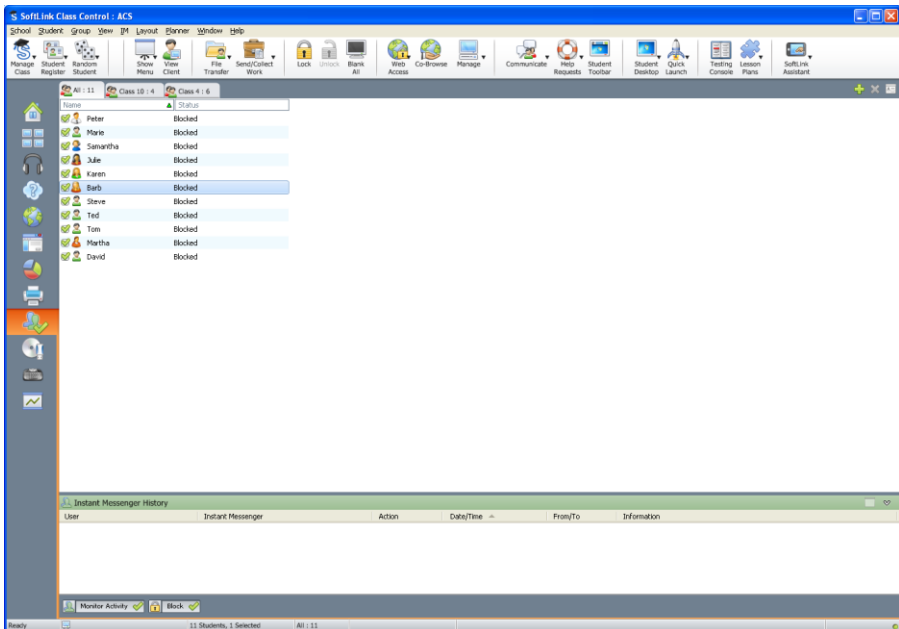 SoftLink Class Control : ACS
School Student Group View IM Layout Planner Window Help
Manage Class Student Register Random Student Show Menu View Client File Transfer Send/Collect Work Lock Unlock Blank All Web Access Co-Browse Manage Communicate Help Requests Student Toolbar Student Desktop Quick Launch Testing Console Lesson Plans SoftLink Assistant
All : 11 Class 10 : 4 Class 4 : 6
Name Status
Peter Blocked
Marie Blocked
Samantha Blocked
Julie Blocked
Karen Blocked
Barb Blocked
Steve Blocked
Ted Blocked
Tom Blocked
Martha Blocked
David Blocked
Instant Messenger History
User Instant Messenger Action Date/Time From/To Information
Monitor Activity Block
Ready 11 Students, 1 Selected All : 11